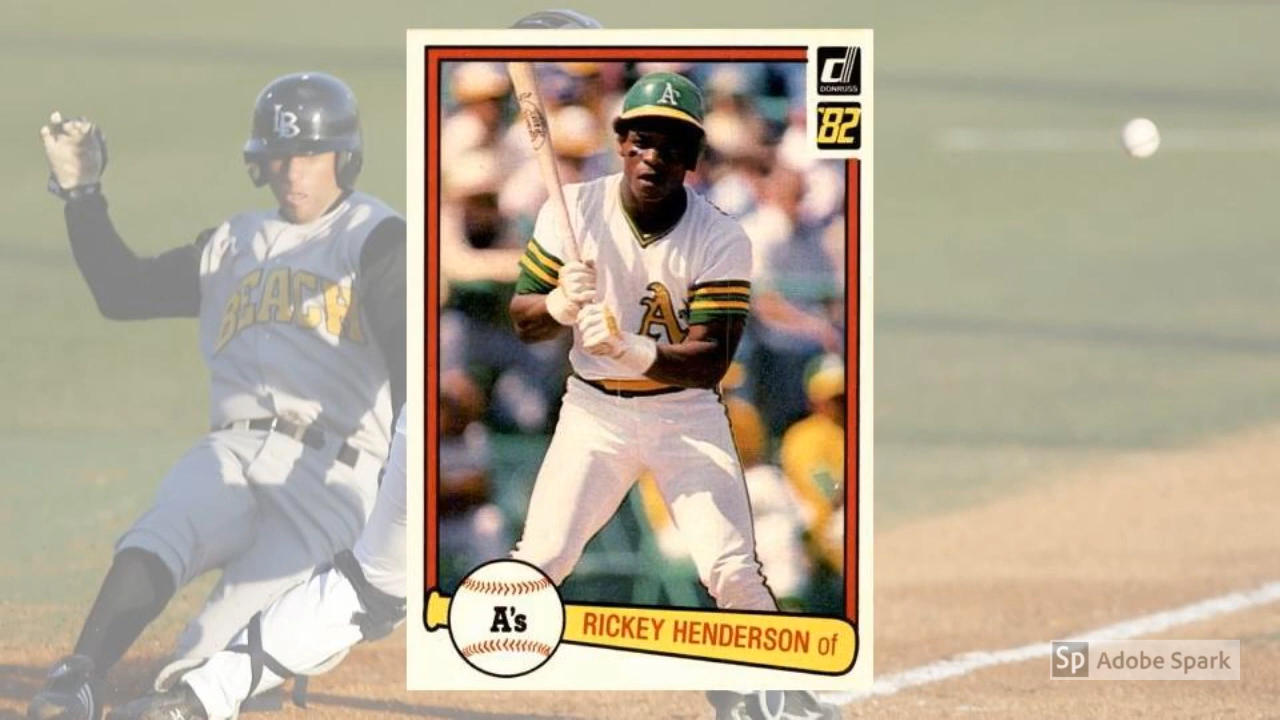 LB
BEACH
A
A
d
DONRUSS
'82
A's
RICKEY HENDERSON of
Sp Adobe Spark